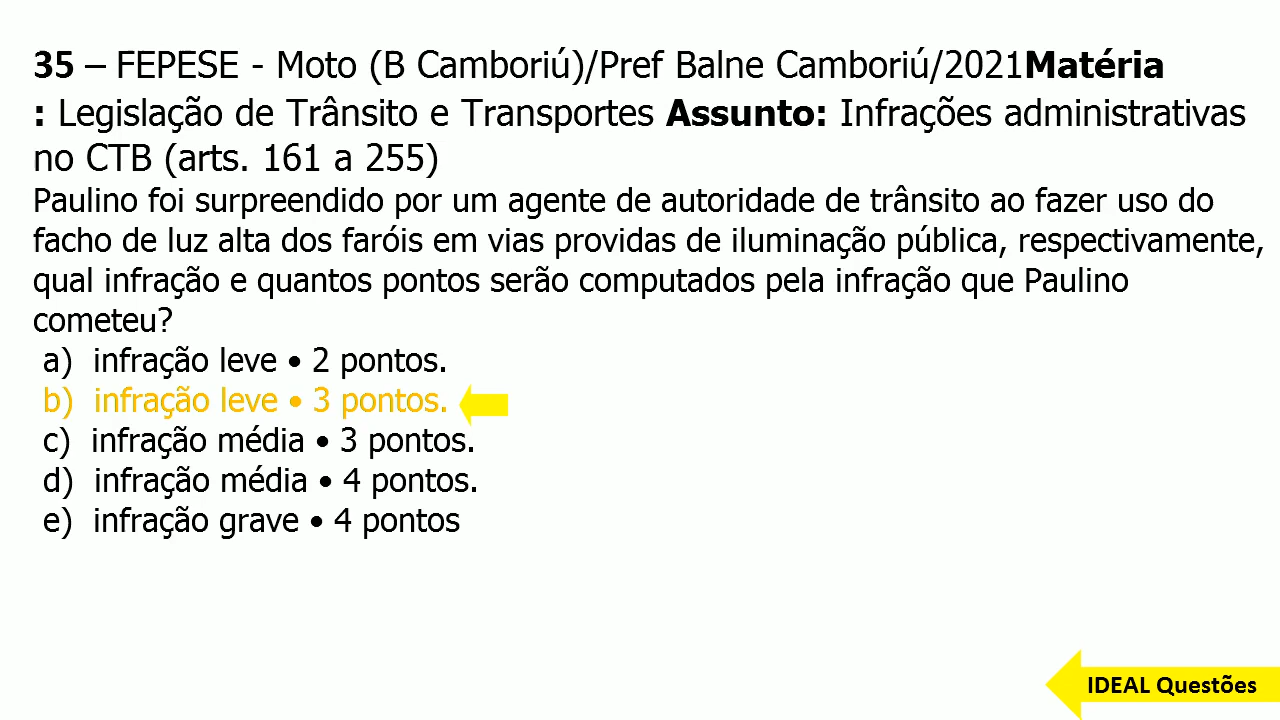 35 – FEPESE - Moto (B Camboriú)/Pref Balne Camboriú/2021Matéria
: Legislação de Trânsito e Transportes Assunto: Infrações administrativas
no CTB (arts. 161 a 255)
Paulino foi surpreendido por um agente de autoridade de trânsito ao fazer uso do
facho de luz alta dos faróis em vias providas de iluminação pública, respectivamente,
qual infração e quantos pontos serão computados pela infração que Paulino
cometeu?
a) infração leve • 2 pontos.
b) infração leve • 3 pontos.
c) infração média • 3 pontos.
d) infração média • 4 pontos.
e) infração grave • 4 pontos
IDEAL Questões